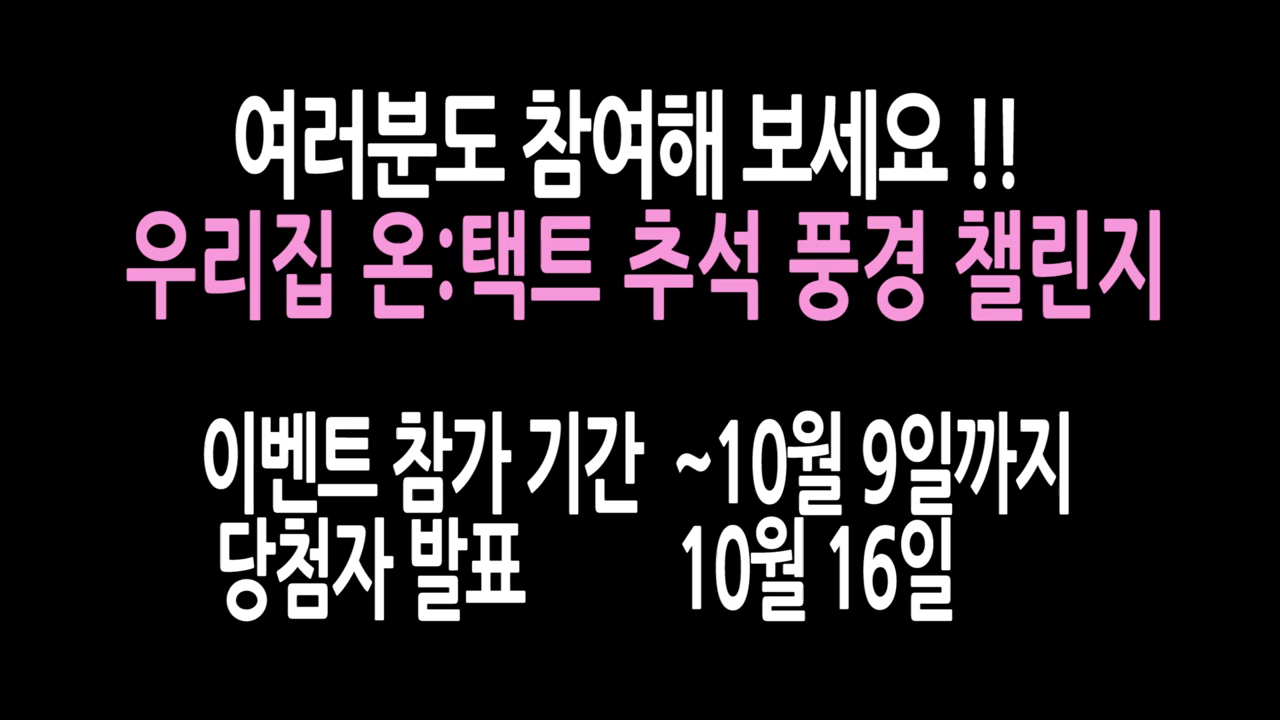 여러분도 참여해 보세요 !!
우리집 온:택트 추석 풍경 챌린지
이벤트 참가 기간 ~10월 9일까지
당첨자 발표 10월 16일